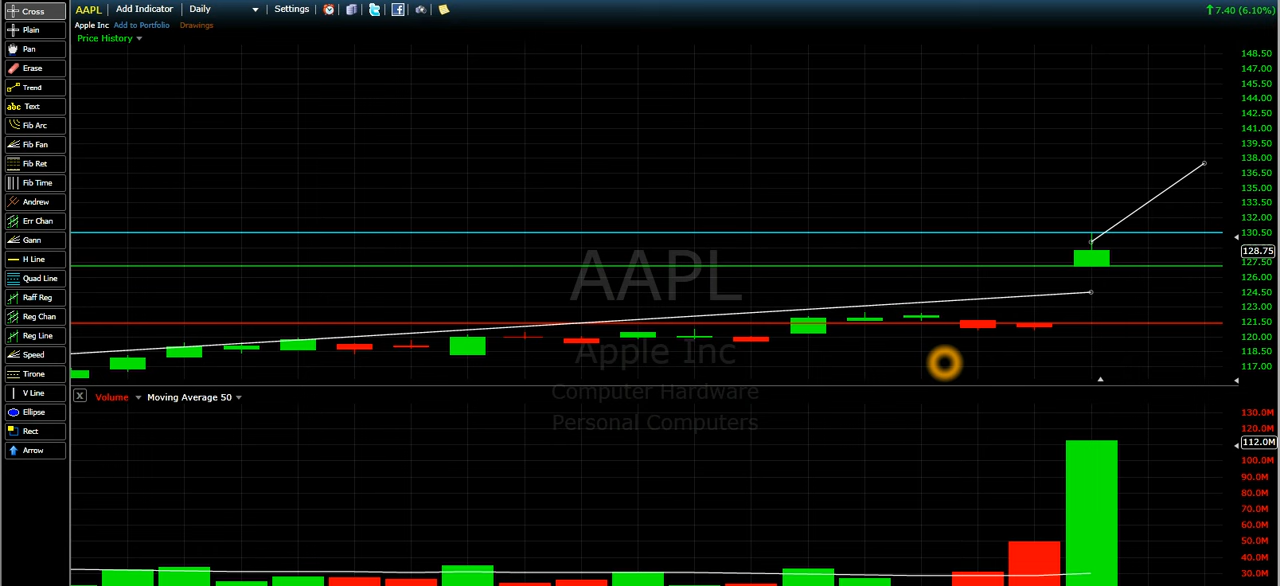 Cross
Plain
Pan
Erase
Trend
abc Text
Fib Arc
Fib Fan
Fib Ret
Fib Time
Andrew
Err Chan
Gann
H Line
Quad Line
Raff Reg
Reg Chan
Reg Line
Speed
Tirone
V Line
Ellipse
Rect
Arrow
AAPL Add Indicator Daily Settings
7.40 (6.10%)
Apple Inc Add to Portfolio Drawings
Price History
148.50
147.00
145.50
144.00
142.50
141.00
139.50
138.00
136.50
135.00
133.50
132.00
130.50
128.75
127.50
126.00
124.50
123.00
121.50
120.00
118.50
117.00
AAPL
Apple Inc
Computer Hardware
Personal Computers
X Volume Moving Average 50
130.0M
120.0M
112.0M
100.0M
90.0M
80.0M
70.0M
60.0M
50.0M
40.0M
30.0M